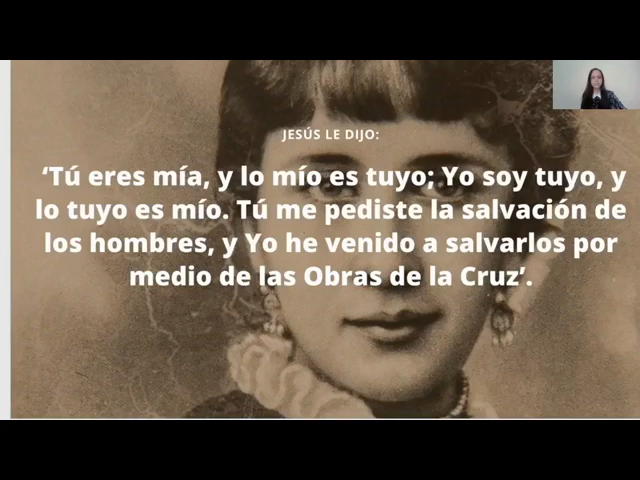 JESÚS LE DIJO:
‘Tú eres mía, y lo mío es tuyo; Yo soy tuyo, y
lo tuyo es mío. Tú me pediste la salvación de
los hombres, y Yo he venido a salvarlos por
medio de las Obras de la Cruz’.